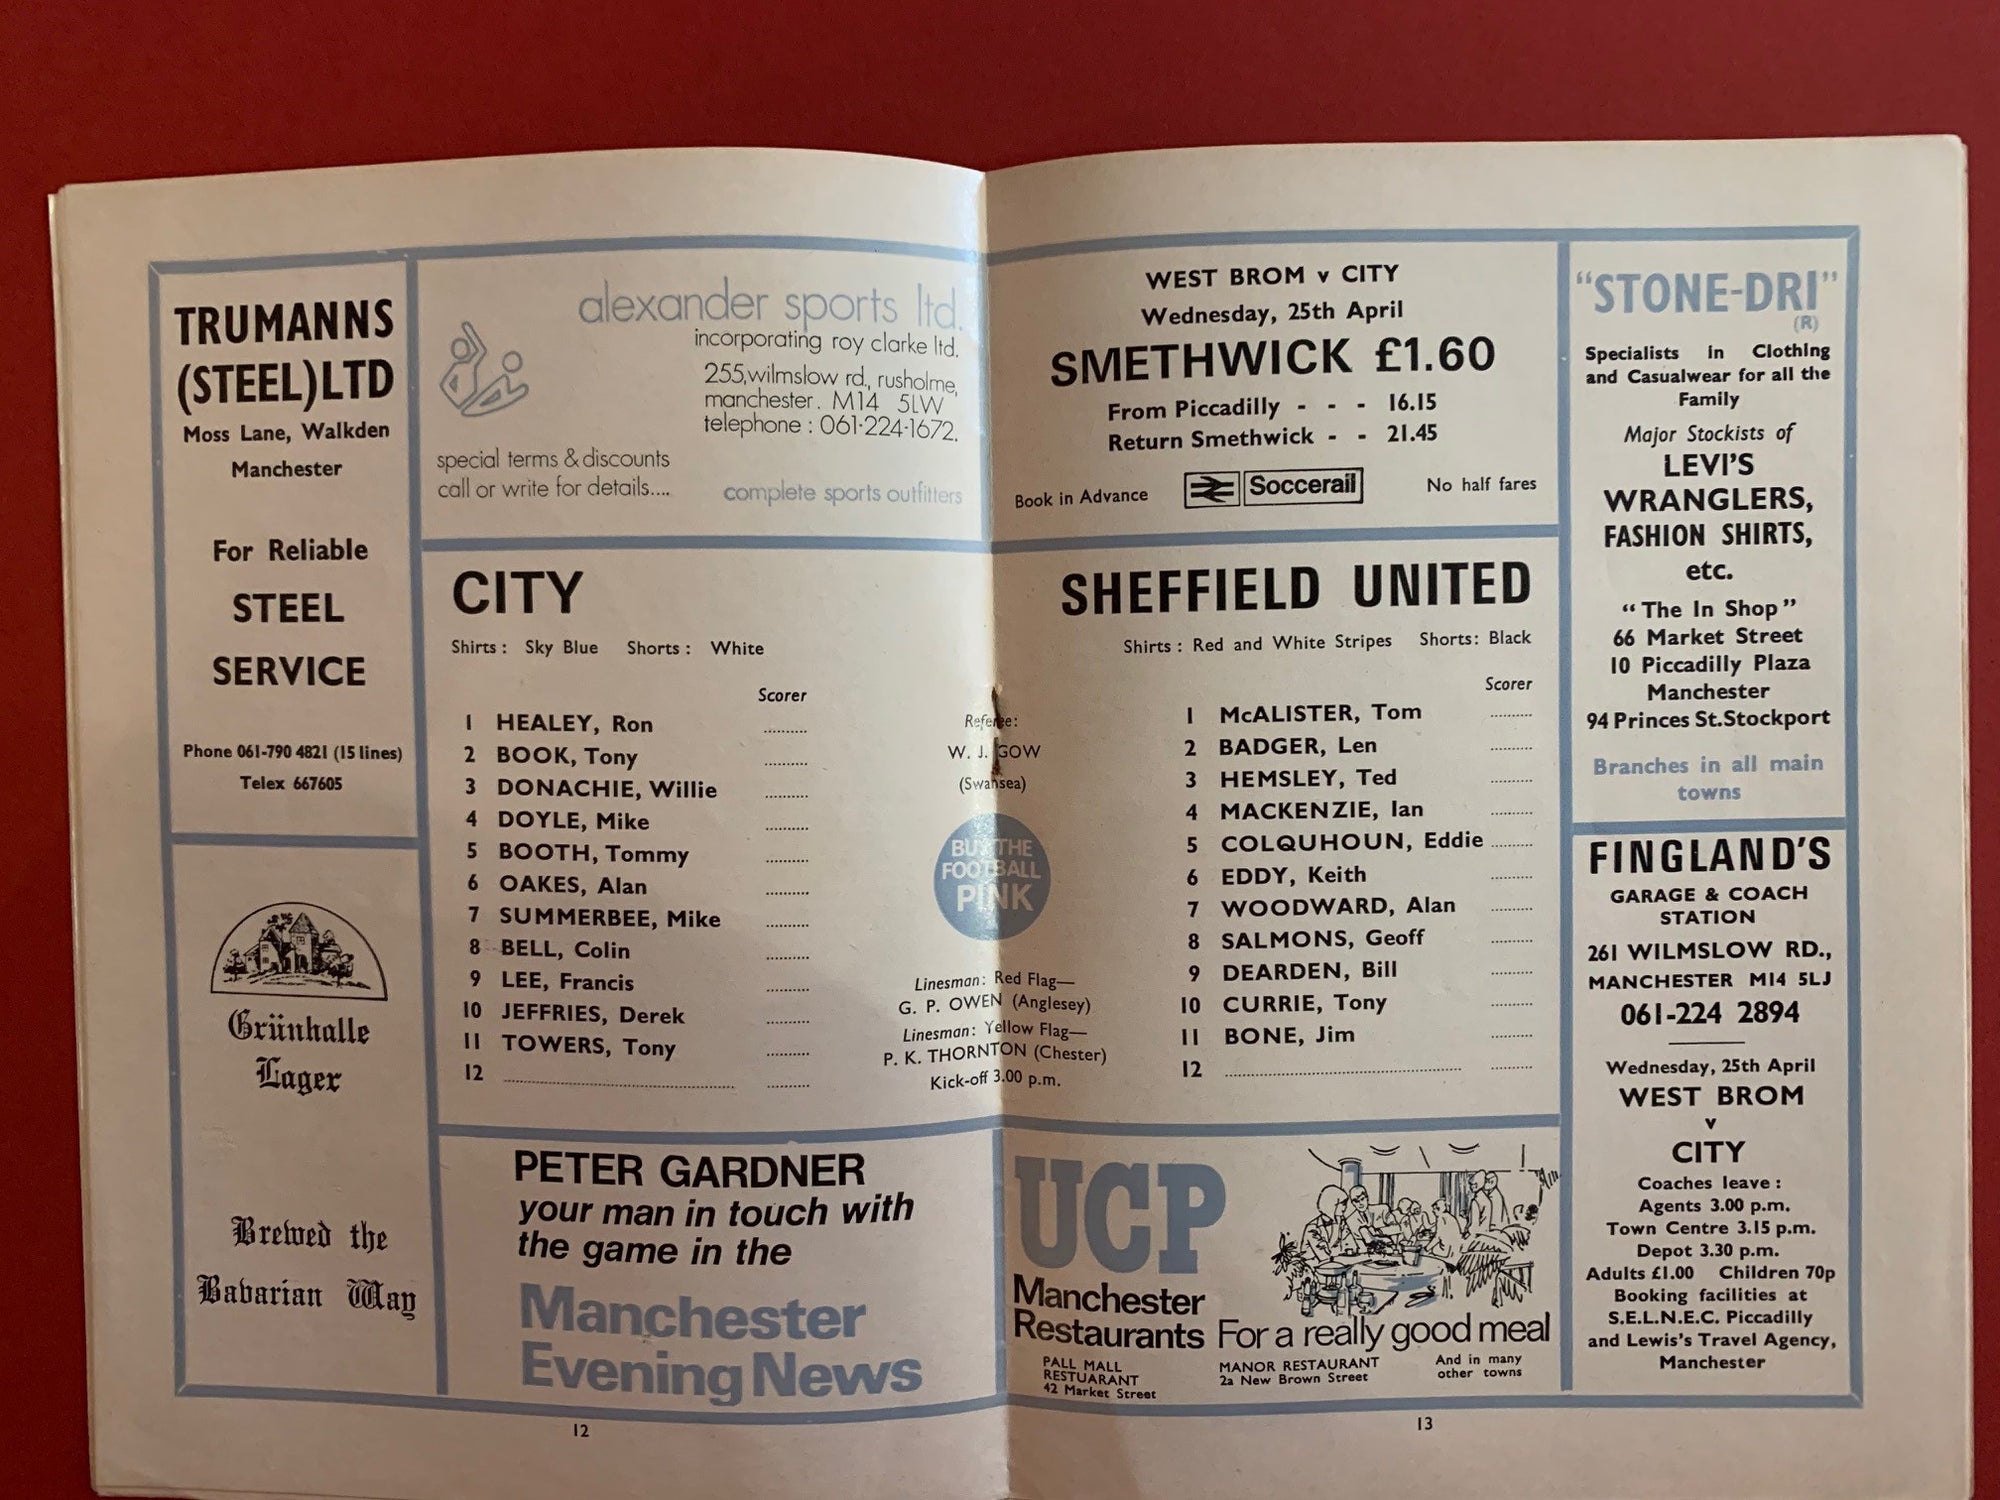 TRUMANNS
(STEEL) LTD
Moss Lane, Walkden
Manchester
For Reliable
STEEL
SERVICE
Phone 061-790 4821 (15 lines)
Telex 667605
Grünhalle
Lager
Brewed the
Bavarian Way
alexander sports ltd.
incorporating roy clarke ltd.
255, wilmslow rd., rusholme,
manchester. M14 5LW
telephone : 061-224-1672.
special terms & discounts
call or write for details....
complete sports outfitters
CITY
Shirts : Sky Blue Shorts : White
Scorer
1 HEALEY, Ron ..........
2 BOOK, Tony ..........
3 DONACHIE, Willie ..........
4 DOYLE, Mike ..........
5 BOOTH, Tommy ..........
6 OAKES, Alan ..........
7 SUMMERBEE, Mike ..........
8 BELL, Colin ..........
9 LEE, Francis ..........
10 JEFFRIES, Derek ..........
11 TOWERS, Tony ..........
12 .......... ..........
Referee:
W. J. GOW
(Swansea)
BUY THE
FOOTBALL
PINK
Linesman: Red Flag—
G. P. OWEN (Anglesey)
Linesman: Yellow Flag—
P. K. THORNTON (Chester)
Kick-off 3.00 p.m.
PETER GARDNER
your man in touch with
the game in the
Manchester
Evening News
12
WEST BROM v CITY
Wednesday, 25th April
SMETHWICK £1.60
From Piccadilly - - - 16.15
Return Smethwick - - 21.45
Book in Advance Soccerail No half fares
SHEFFIELD UNITED
Shirts : Red and White Stripes Shorts: Black
Scorer
1 McALISTER, Tom ..........
2 BADGER, Len ..........
3 HEMSLEY, Ted ..........
4 MACKENZIE, Ian ..........
5 COLQUHOUN, Eddie ..........
6 EDDY, Keith ..........
7 WOODWARD, Alan ..........
8 SALMONS, Geoff ..........
9 DEARDEN, Bill ..........
10 CURRIE, Tony ..........
11 BONE, Jim ..........
12 .......... ..........
UCP
Manchester
Restaurants For a really good meal
PALL MALL
RESTUARANT
42 Market Street
MANOR RESTAURANT
2a New Brown Street
And in many
other towns
"STONE-DRI"
(R)
Specialists in Clothing
and Casualwear for all the
Family
Major Stockists of
LEVI'S
WRANGLERS,
FASHION SHIRTS,
etc.
"The In Shop"
66 Market Street
10 Piccadilly Plaza
Manchester
94 Princes St. Stockport
Branches in all main
towns
FINGLAND'S
GARAGE & COACH
STATION
261 WILMSLOW RD.,
MANCHESTER M14 5LJ
061-224 2894
Wednesday, 25th April
WEST BROM
v
CITY
Coaches leave :
Agents 3.00 p.m.
Town Centre 3.15 p.m.
Depot 3.30 p.m.
Adults £1.00 Children 70p
Booking facilities at
S.E.L.N.E.C. Piccadilly
and Lewis's Travel Agency,
Manchester
13